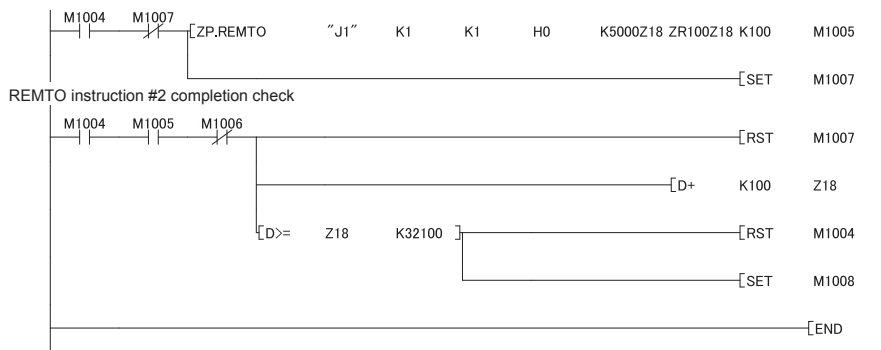 M1004 M1007
[ZP.REMTO "J1" K1 K1 H0 K5000Z18 ZR100Z18 K100 M1005
[SET M1007
REMTO instruction #2 completion check
M1004 M1005 M1006
[RST M1007
[D+ K100 Z18
[D>= Z18 K32100 ]
[RST M1004
[SET M1008
[END